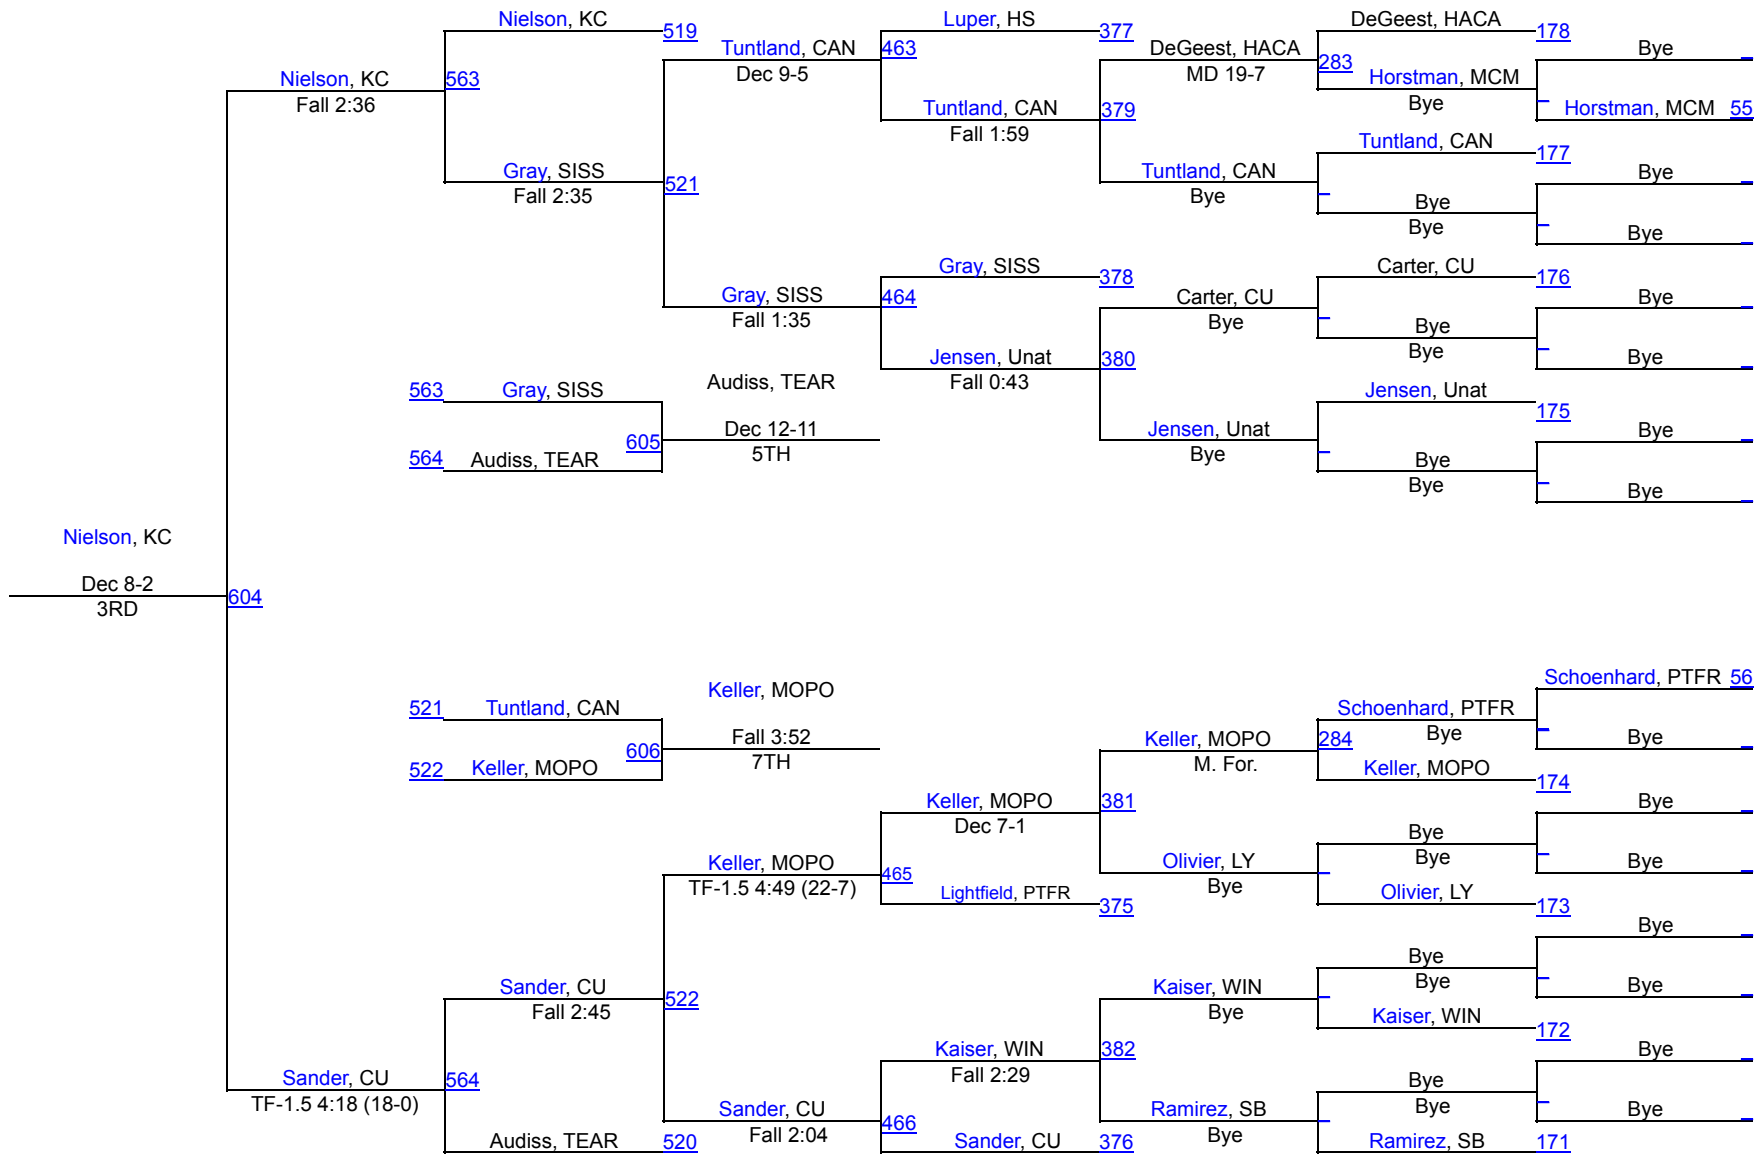 Nielson, KC
519
Luper, HS
377
DeGeest, HACA
178
Tuntland, CAN
463
DeGeest, HACA
Bye
Dec 9-5
MD 19-7
283
Nielson, KC
563
Horstman, MCM
Fall 2:36
Bye
Tuntland, CAN
379
Horstman, MCM 55
Fall 1:59
Tuntland, CAN
177
Gray, SISS
521
Tuntland, CAN
Bye
Fall 2:35
Bye
Bye
Bye
Bye
Gray, SISS
378
Carter, CU
176
Gray, SISS
464
Carter, CU
Bye
Fall 1:35
Bye
Bye
Bye
Bye
Jensen, Unat
380
Fall 0:43
Audiss, TEAR
563
Gray, SISS
Jensen, Unat
175
605
Dec 12-11
5TH
Jensen, Unat
Bye
Bye
564
Audiss, TEAR
Bye
Bye
Bye
Nielson, KC
Dec 8-2
3RD
604
Schoenhard, PTFR 56
Keller, MOPO
521
Tuntland, CAN
Schoenhard, PTFR
Bye
606
Fall 3:52
7TH
Keller, MOPO
M. For.
284
Bye
522
Keller, MOPO
Keller, MOPO
174
Keller, MOPO
Dec 7-1
381
Bye
Bye
Bye
Keller, MOPO
TF-1.5 4:49 (22-7)
465
Olivier, LY
Bye
Bye
Lightfield, PTFR
375
Olivier, LY
173
Bye
Bye
Bye
Sander, CU
Fall 2:45
522
Kaiser, WIN
Bye
Bye
Kaiser, WIN
172
Kaiser, WIN
Fall 2:29
382
Bye
Sander, CU
TF-1.5 4:18 (18-0)
564
Bye
Bye
Sander, CU
Fall 2:04
466
Ramirez, SB
Bye
Bye
Audiss, TEAR
520
Sander, CU
376
Ramirez, SB
171